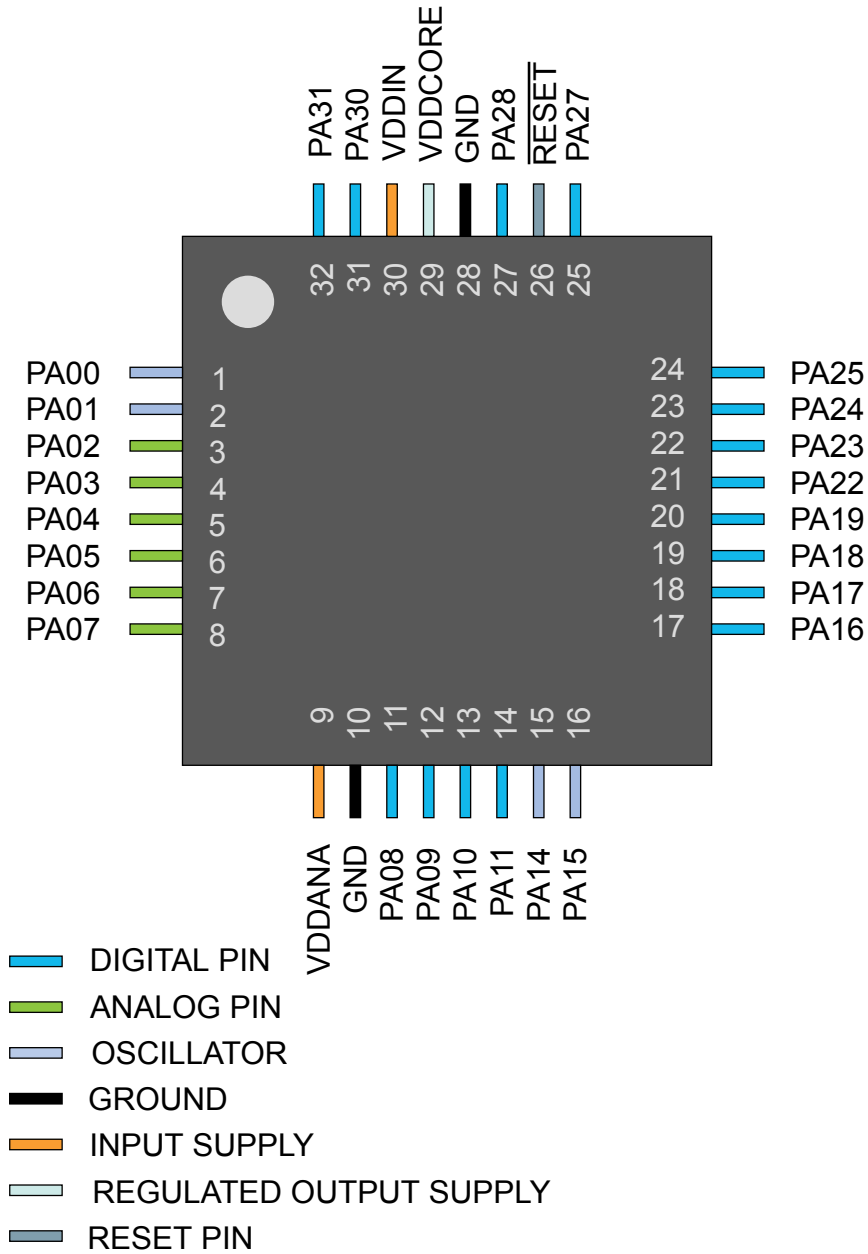 PA31
PA30
VDDIN
VDDCORE
GND
PA28
RESET
PA27
32
31
30
29
28
27
26
25
PA00 1 24 PA25
PA01 2 23 PA24
PA02 3 22 PA23
PA03 4 21 PA22
PA04 5 20 PA19
PA05 6 19 PA18
PA06 7 18 PA17
PA07 8 17 PA16
9
10
11
12
13
14
15
16
VDDANA
GND
PA08
PA09
PA10
PA11
PA14
PA15
DIGITAL PIN
ANALOG PIN
OSCILLATOR
GROUND
INPUT SUPPLY
REGULATED OUTPUT SUPPLY
RESET PIN